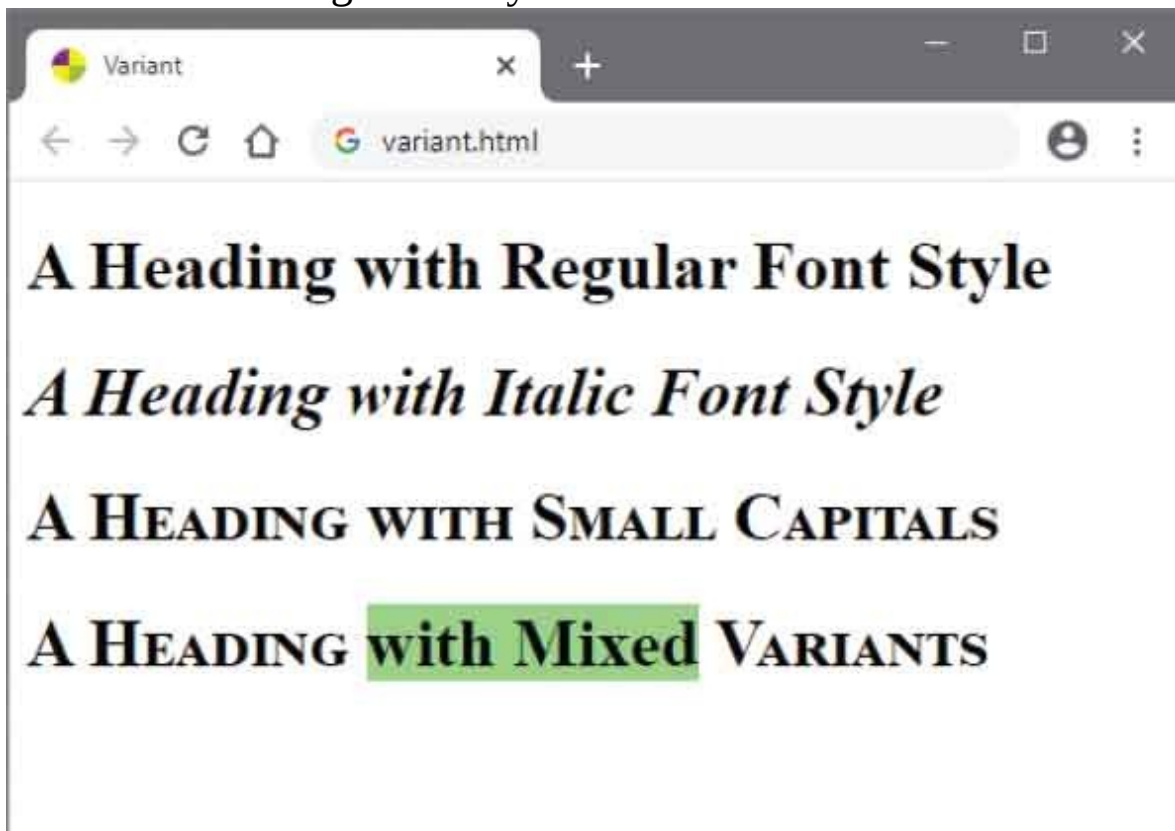 Variant
variant.html
A Heading with Regular Font Style
A Heading with Italic Font Style
A Heading with Small Capitals
A Heading with Mixed Variants